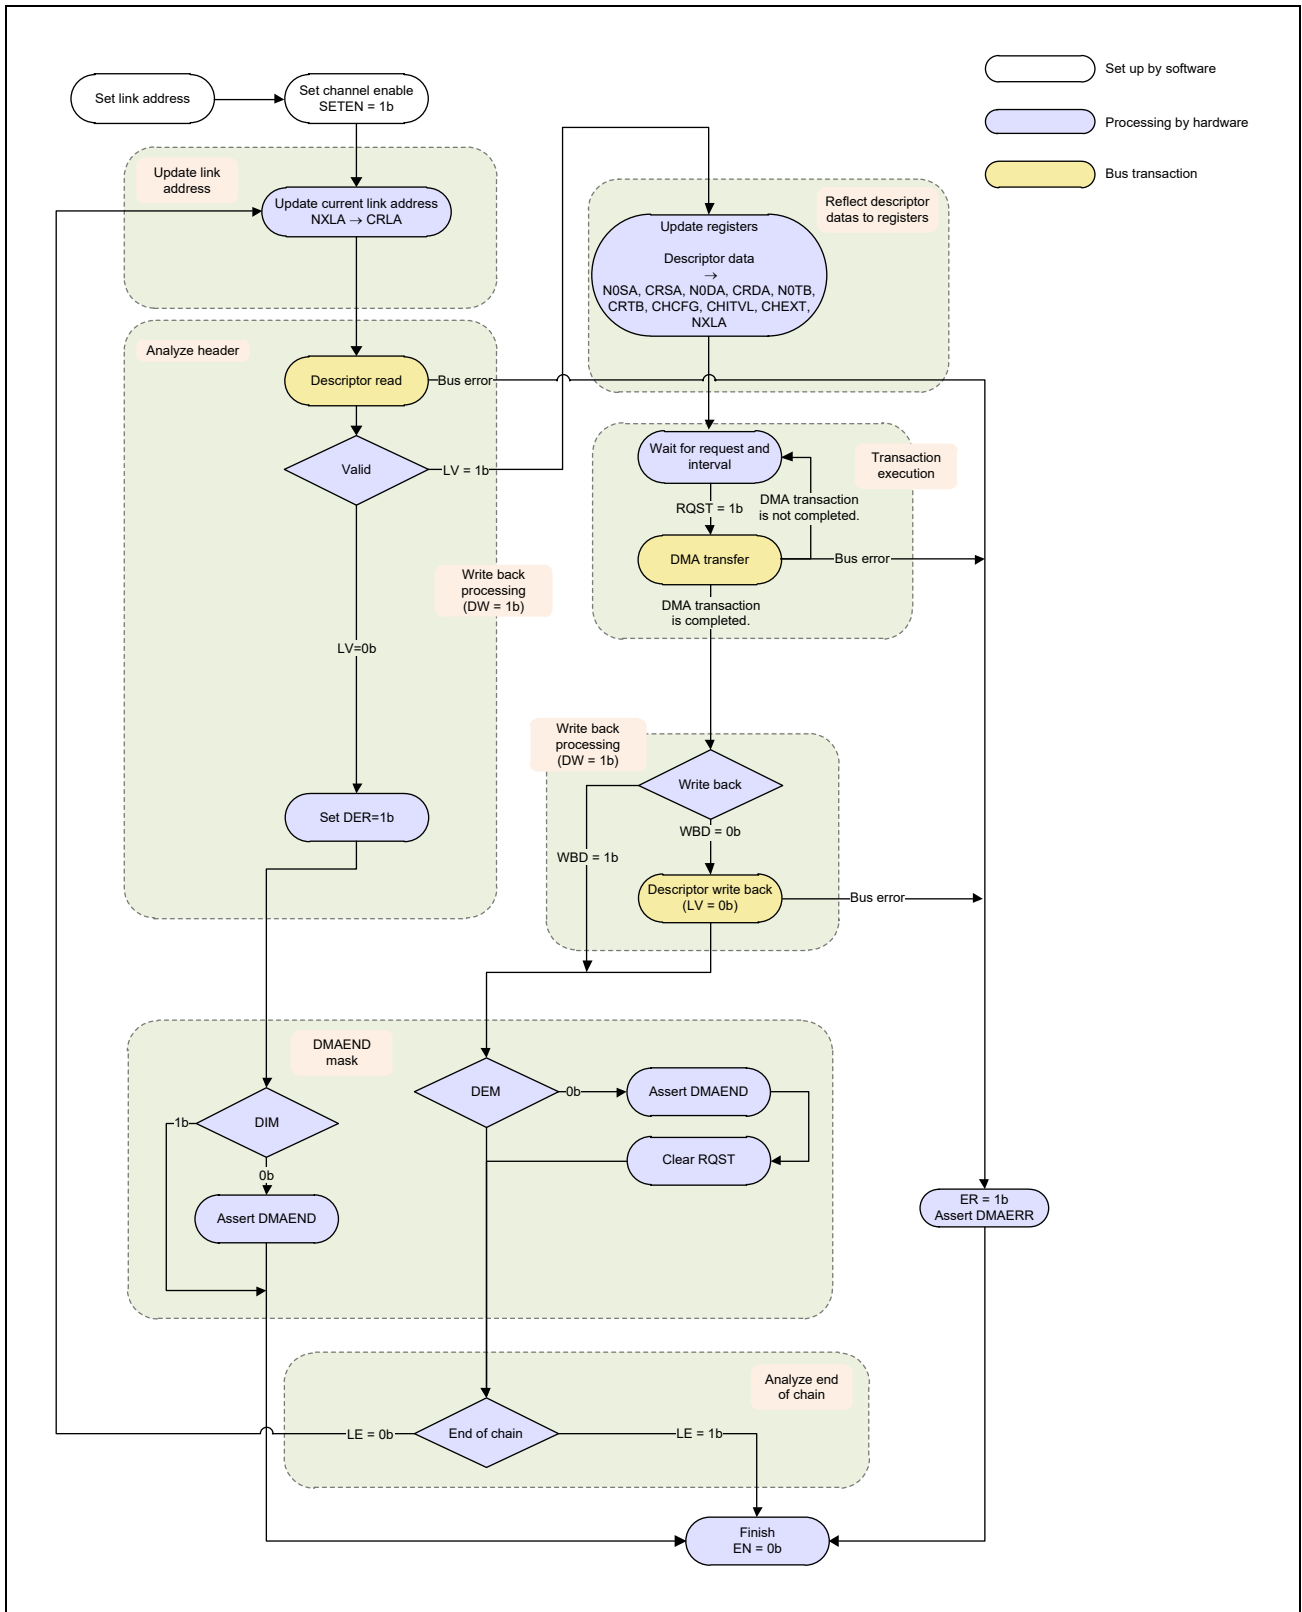 Set up by software
Processing by hardware
Bus transaction
Set link address
Set channel enable
SETEN = 1b
Update link
address
Update current link address
NXLA → CRLA
Reflect descriptor
datas to registers
Update registers
Descriptor data
→
N0SA, CRSA, N0DA, CRDA, N0TB,
CRTB, CHCFG, CHITVL, CHEXT,
NXLA
Analyze header
Descriptor read
Bus error
Valid
LV = 1b
Wait for request and
interval
Transaction
execution
RQST = 1b
DMA transaction
is not completed.
DMA transfer
Bus error
DMA transaction
is completed.
Write back
processing
(DW = 1b)
LV=0b
Set DER=1b
Write back
processing
(DW = 1b)
Write back
WBD = 0b
WBD = 1b
Descriptor write back
(LV = 0b)
Bus error
DMAEND
mask
DIM
1b
0b
Assert DMAEND
DEM
0b
Assert DMAEND
Clear RQST
ER = 1b
Assert DMAERR
Analyze end
of chain
LE = 0b
End of chain
LE = 1b
Finish
EN = 0b